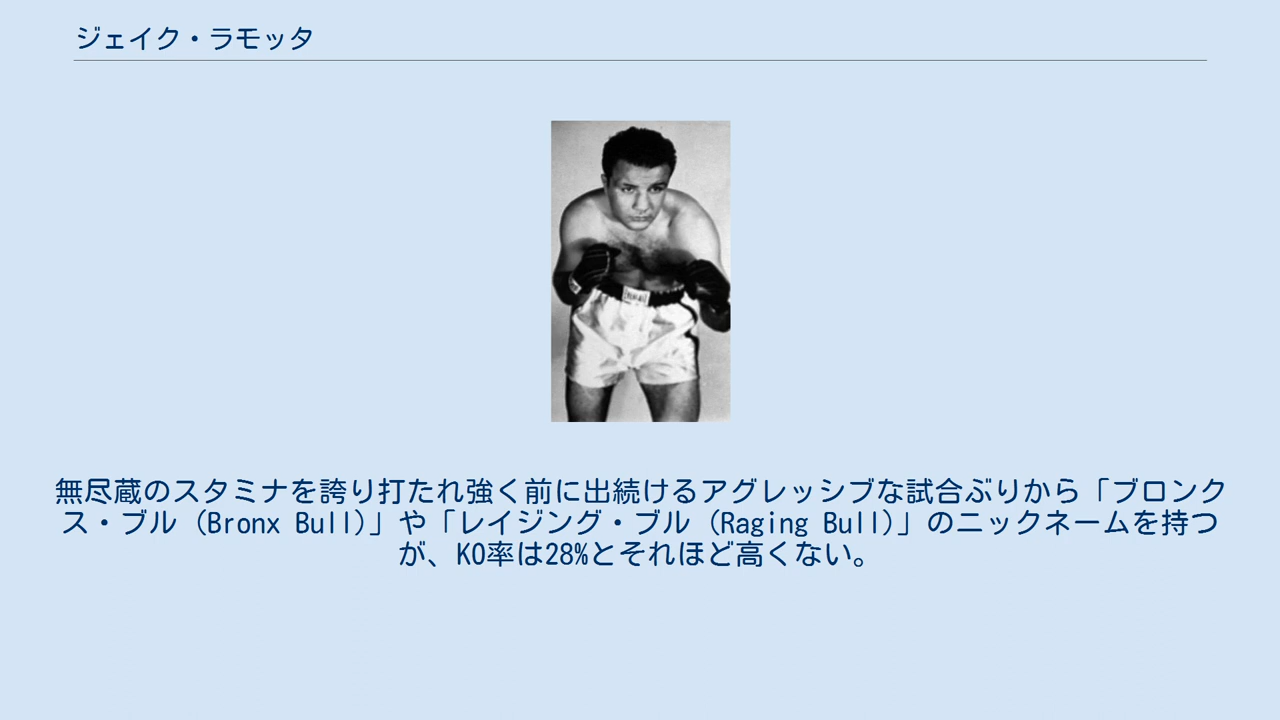 ジェイク・ラモッタ
無尽蔵のスタミナを誇り打たれ強く前に出続けるアグレッシブな試合ぶりから「ブロンク
ス・ブル (Bronx Bull)」や「レイジング・ブル (Raging Bull)」のニックネームを持つ
が、KO率は28%とそれほど高くない。